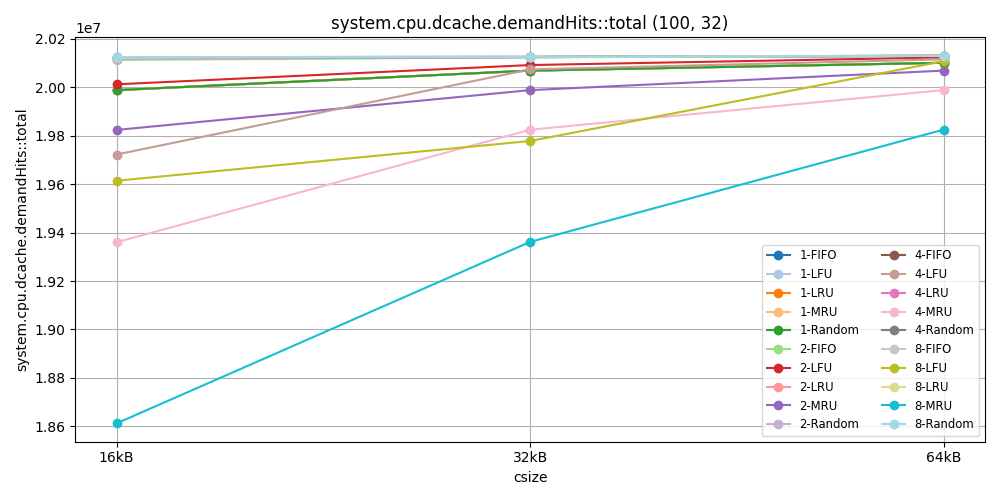 system.cpu.dcache.demandHits::total (100, 32)
1e7
2.02
2.00
1.98
1.96
1.94
1.92
1.90
1.88
1.86
system.cpu.dcache.demandHits::total
16kB
32kB
64kB
csize
1-FIFO
1-LFU
1-LRU
1-MRU
1-Random
2-FIFO
2-LFU
2-LRU
2-MRU
2-Random
4-FIFO
4-LFU
4-LRU
4-MRU
4-Random
8-FIFO
8-LFU
8-LRU
8-MRU
8-Random